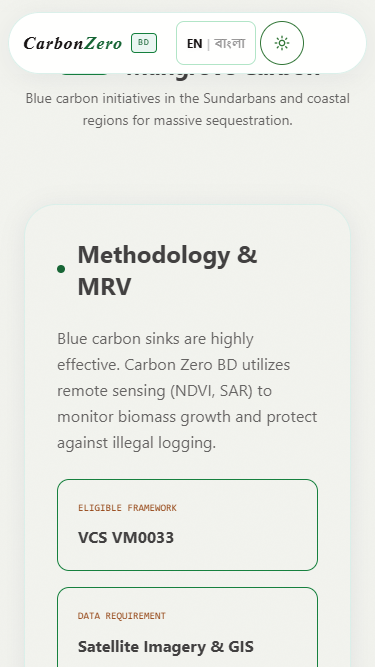 CarbonZero BD EN | বাংলা
Blue carbon initiatives in the Sundarbans and coastal
regions for massive sequestration.
Methodology &
MRV
Blue carbon sinks are highly
effective. Carbon Zero BD utilizes
remote sensing (NDVI, SAR) to
monitor biomass growth and protect
against illegal logging.
ELIGIBLE FRAMEWORK
VCS VM0033
DATA REQUIREMENT
Satellite Imagery & GIS